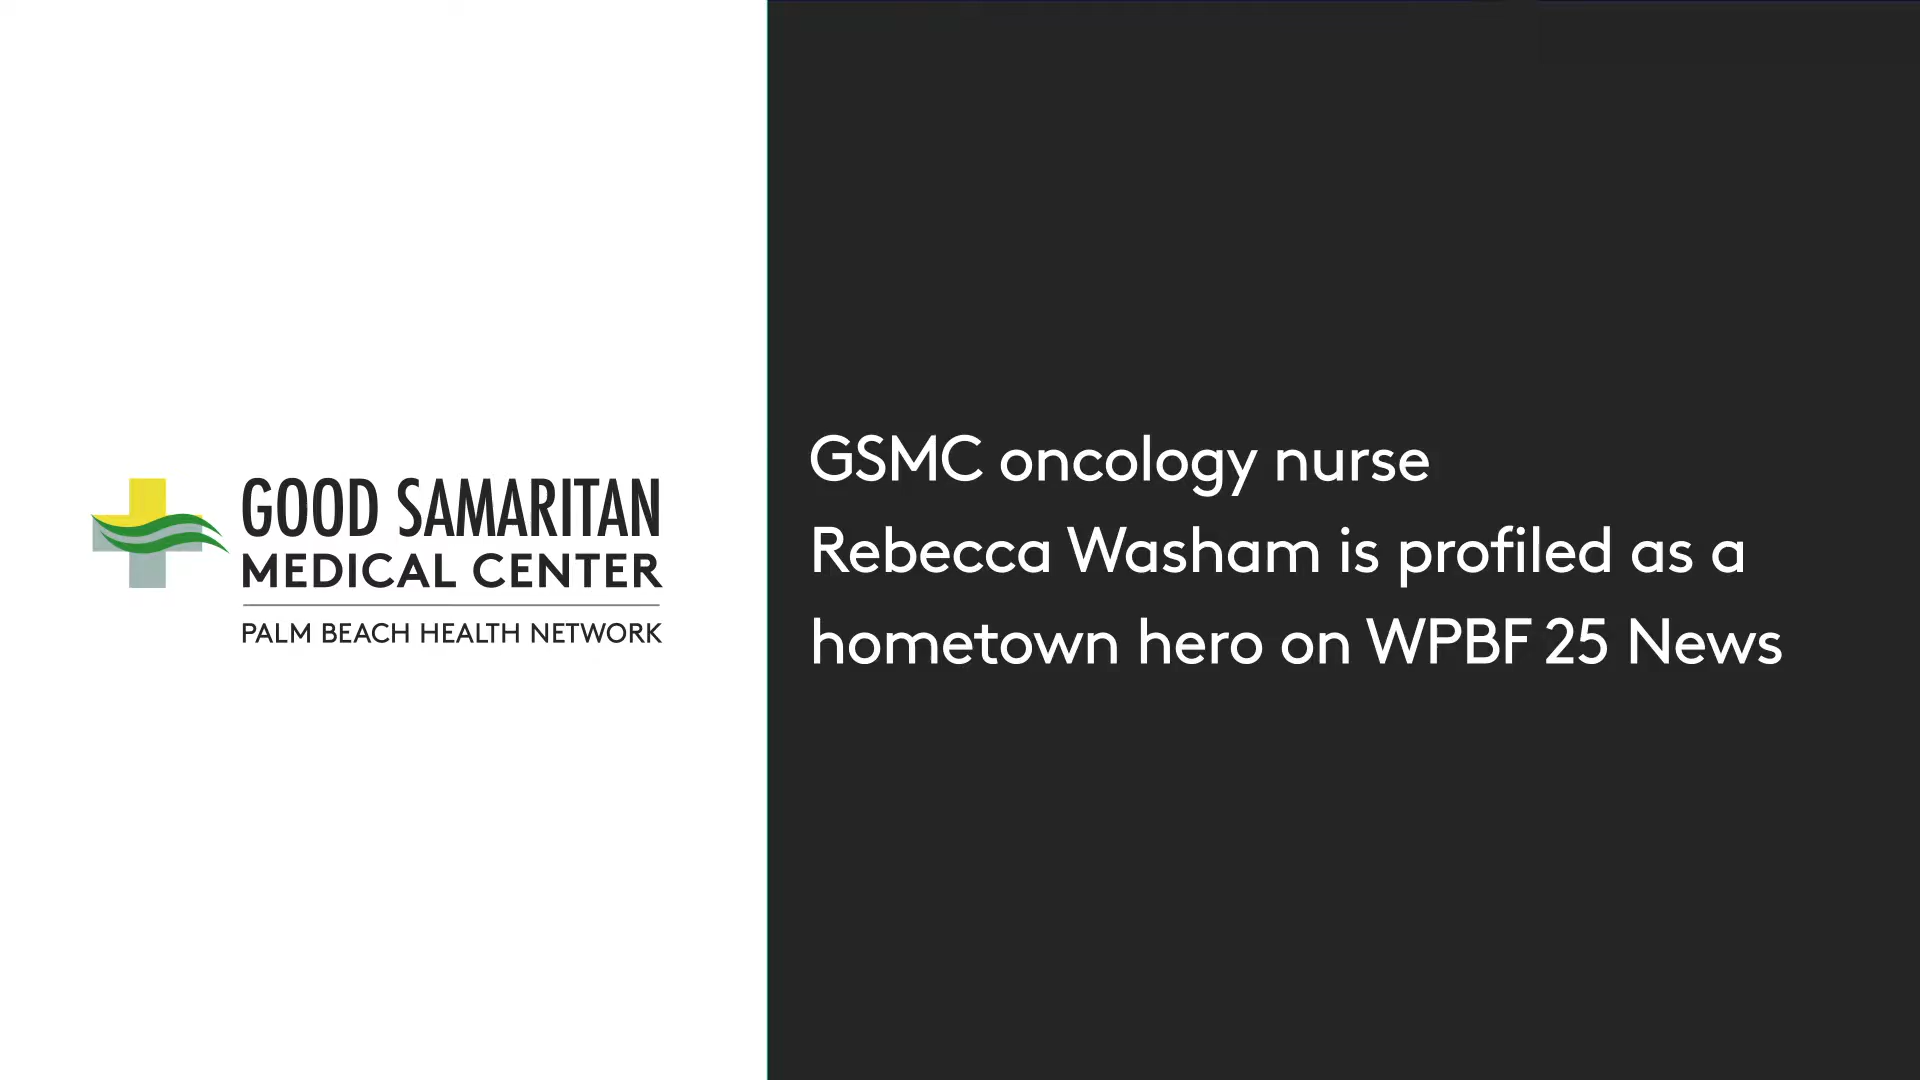 GOOD SAMARITAN
MEDICAL CENTER
PALM BEACH HEALTH NETWORK
GSMC oncology nurse
Rebecca Washam is profiled as a
hometown hero on WPBF 25 News